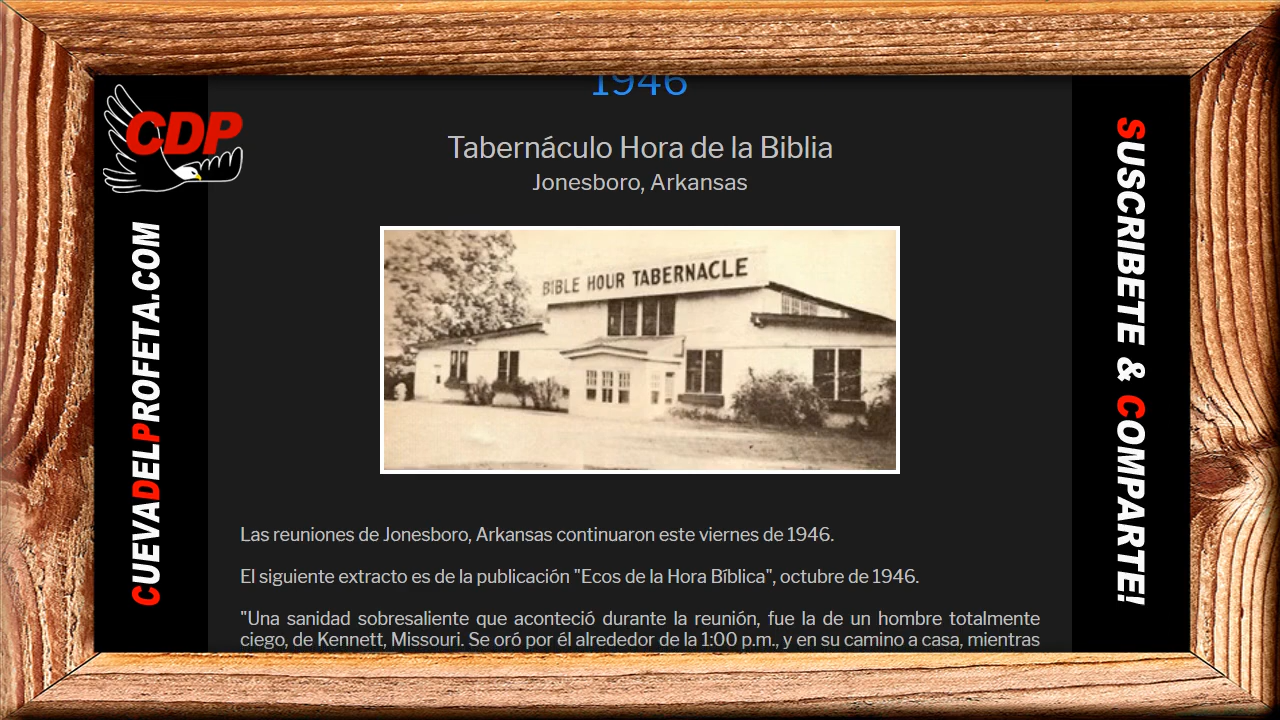 1946
CDP
Tabernáculo Hora de la Biblia
Jonesboro, Arkansas
BIBLE HOUR TABERNACLE
CUEVADELPROFETA.COM
SUSCRIBETE & COMPARTE!
Las reuniones de Jonesboro, Arkansas continuaron este viernes de 1946.
El siguiente extracto es de la publicación "Ecos de la Hora Bíblica", octubre de 1946.
"Una sanidad sobresaliente que aconteció durante la reunión, fue la de un hombre totalmente
ciego, de Kennett, Missouri. Se oró por él alrededor de la 1:00 p.m., y en su camino a casa, mientras